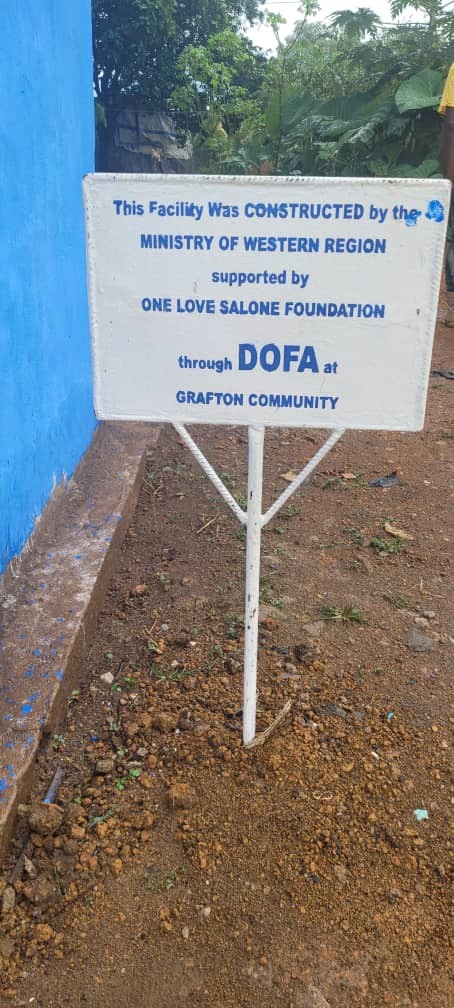 This Facility Was CONSTRUCTED by the
MINISTRY OF WESTERN REGION
supported by
ONE LOVE SALONE FOUNDATION
through DOFA at
GRAFTON COMMUNITY